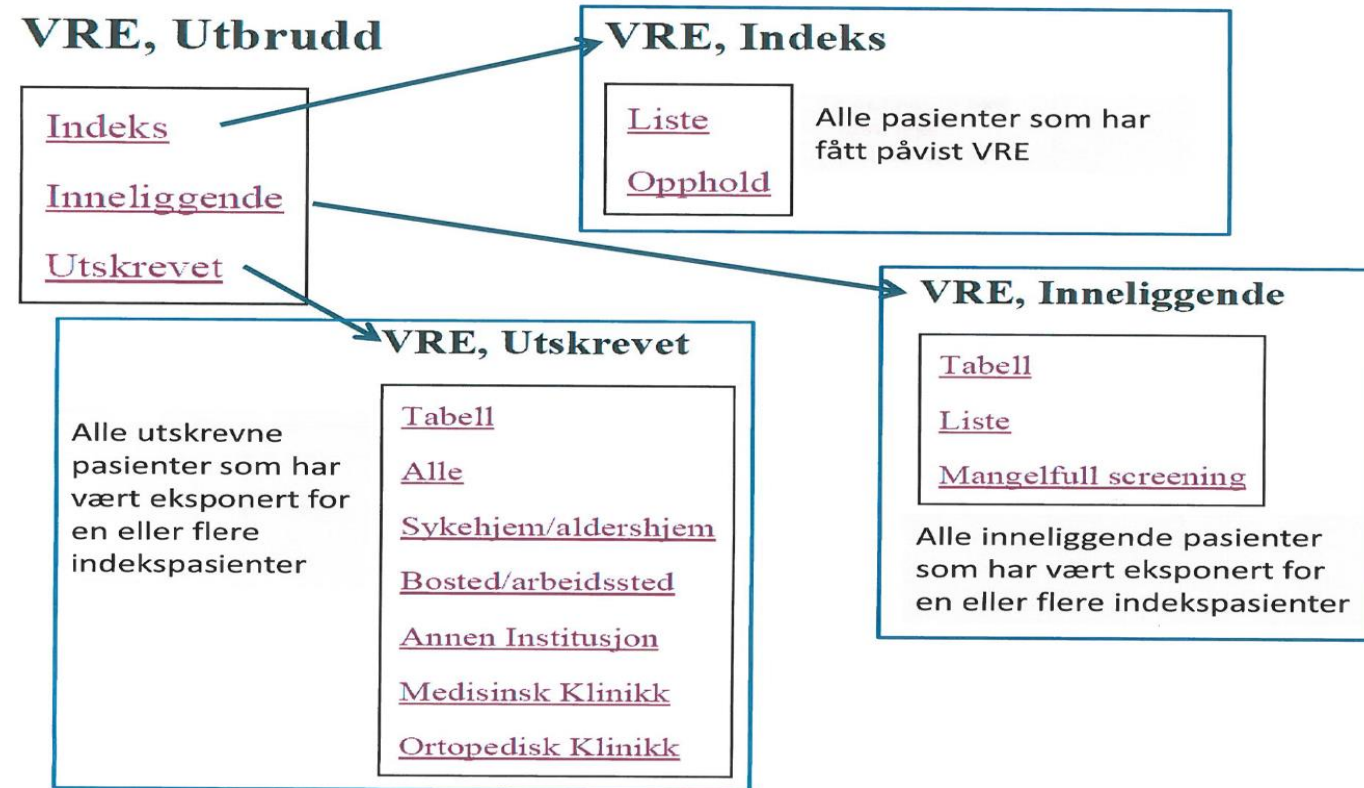 VRE, Utbrudd
Indeks
Inneliggende
Utskrevet
VRE, Indeks
Liste
Opphold
Alle pasienter som har
fått påvist VRE
VRE, Inneliggende
Tabell
Liste
Mangelfull screening
Alle inneliggende pasienter
som har vært eksponert for
en eller flere indekspasienter
VRE, Utskrevet
Alle utskrevne
pasienter som har
vært eksponert for
en eller flere
indekspasienter
Tabell
Alle
Sykehjem/aldershjem
Bosted/arbeidssted
Annen Institusjon
Medisinsk Klinikk
Ortopedisk Klinikk